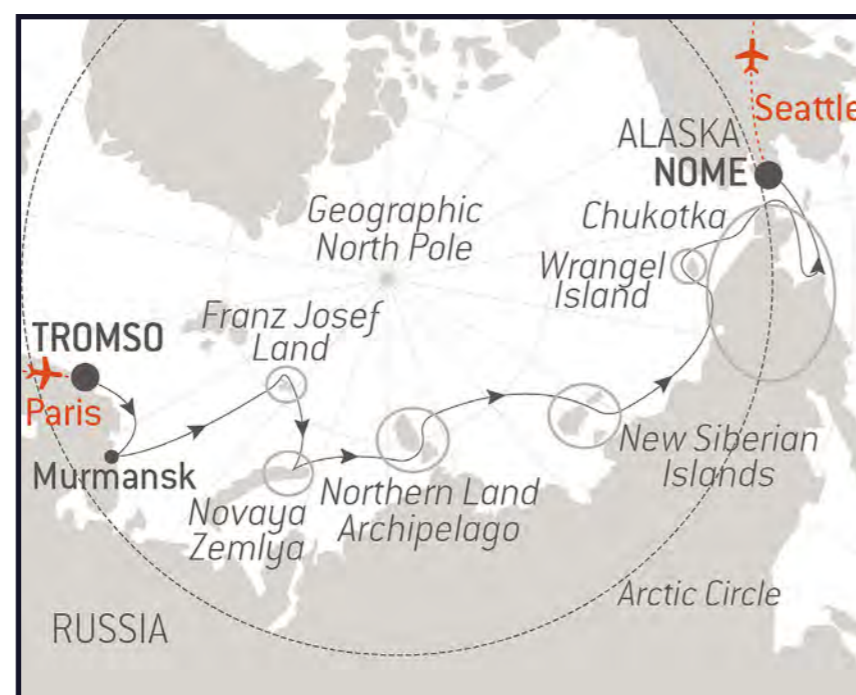 Seattle
ALASKA
NOME
Chukotka
Geographic
North Pole
Wrangel
Island
Franz Josef
Land
TROMSO
Paris
Murmansk
Novaya
Zemlya
Northern Land
Archipelago
New Siberian
Islands
Arctic Circle
RUSSIA